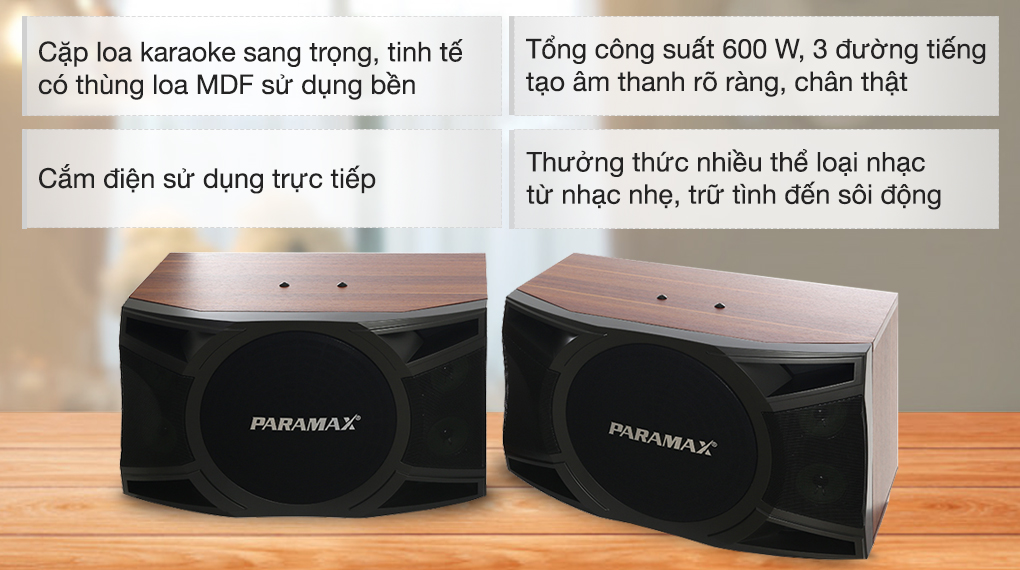 Cặp loa karaoke sang trọng, tinh tế
có thùng loa MDF sử dụng bền
Tổng công suất 600 W, 3 đường tiếng
tạo âm thanh rõ ràng, chân thật
Cắm điện sử dụng trực tiếp
Thưởng thức nhiều thể loại nhạc
từ nhạc nhẹ, trữ tình đến sôi động
PARAMAX®
PARAMAX®